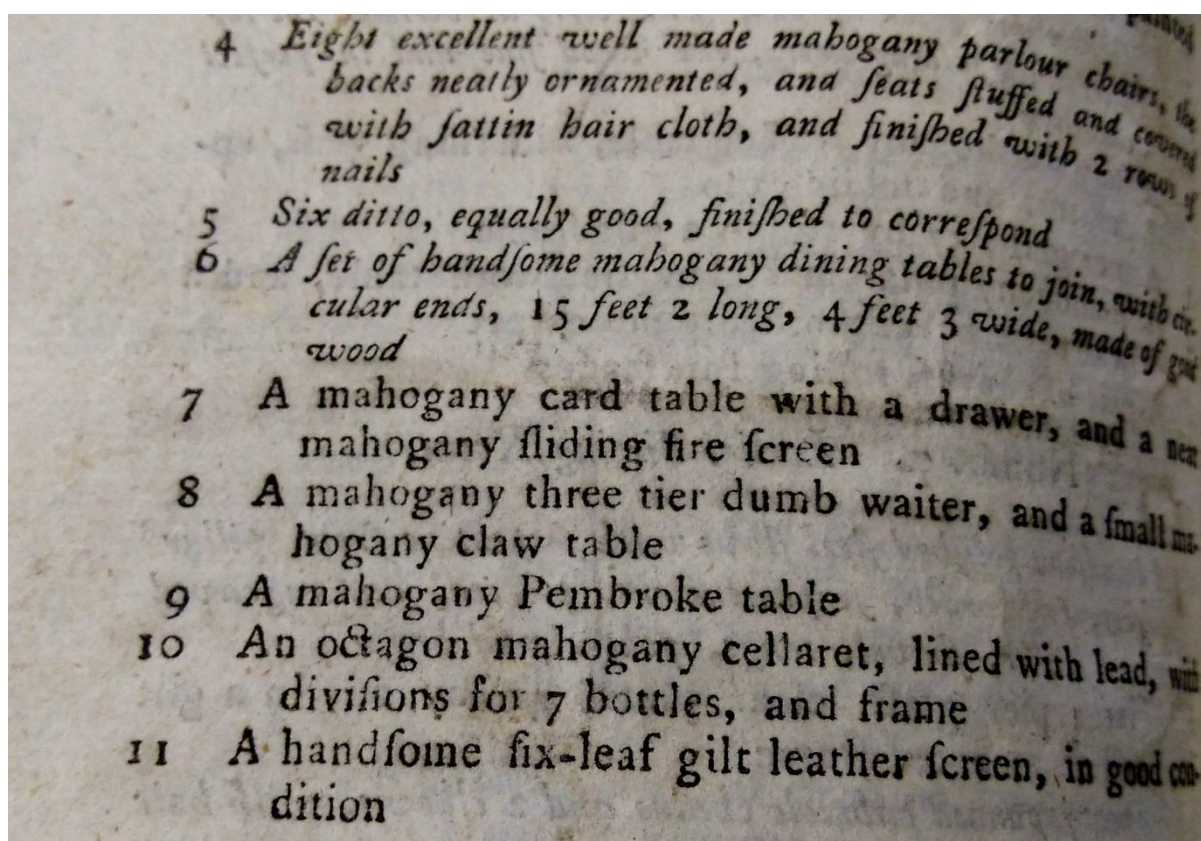 painted
4 Eight excellent well made mahogany parlour chairs, the
backs neatly ornamented, and ſeats ſtuffed and covered
with ſattin hair cloth, and finiſhed with 2 rows of
nails
5 Six ditto, equally good, finiſhed to correſpond
6 A ſet of handſome mahogany dining tables to join, with cir-
cular ends, 15 feet 2 long, 4 feet 3 wide, made of good
wood
7 A mahogany card table with a drawer, and a neat
mahogany ſliding fire ſcreen
8 A mahogany three tier dumb waiter, and a ſmall ma-
hogany claw table
9 A mahogany Pembroke table
10 An octagon mahogany cellaret, lined with lead, with
diviſions for 7 bottles, and frame
11 A handſome ſix-leaf gilt leather ſcreen, in good con-
dition